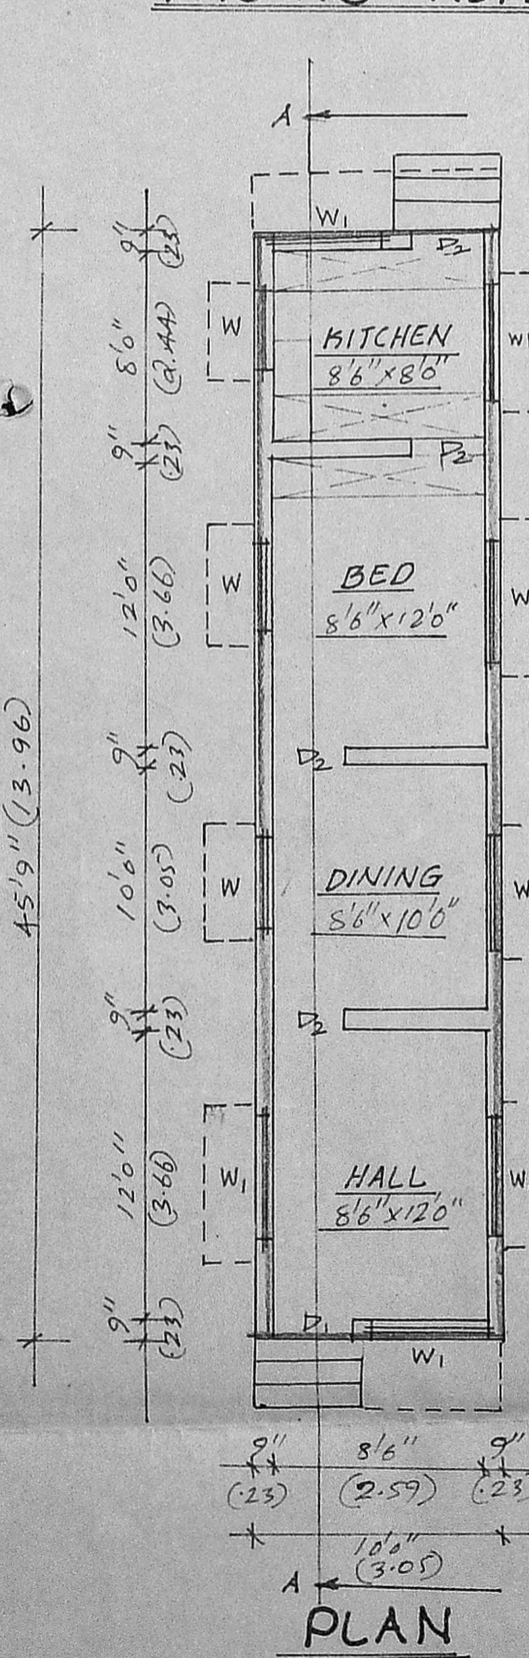 A
W1
D2
9"
(.23)
8'0"
(2.44)
W
KITCHEN
8'6"x8'0"
9"
(.23)
D2
12'0"
(3.66)
W
BED
8'6"x12'0"
W
45'9" (13.96)
9"
(.23)
D2
10'0"
(3.05)
W
DINING
8'6"x10'0"
W
9"
(.23)
D2
12'0"
(3.66)
W1
HALL
8'6"x12'0"
W
9"
(.23)
D1
W1
9" 8'6" 9"
(.23) (2.59) (.23
10'0"
(3.05)
A
PLAN